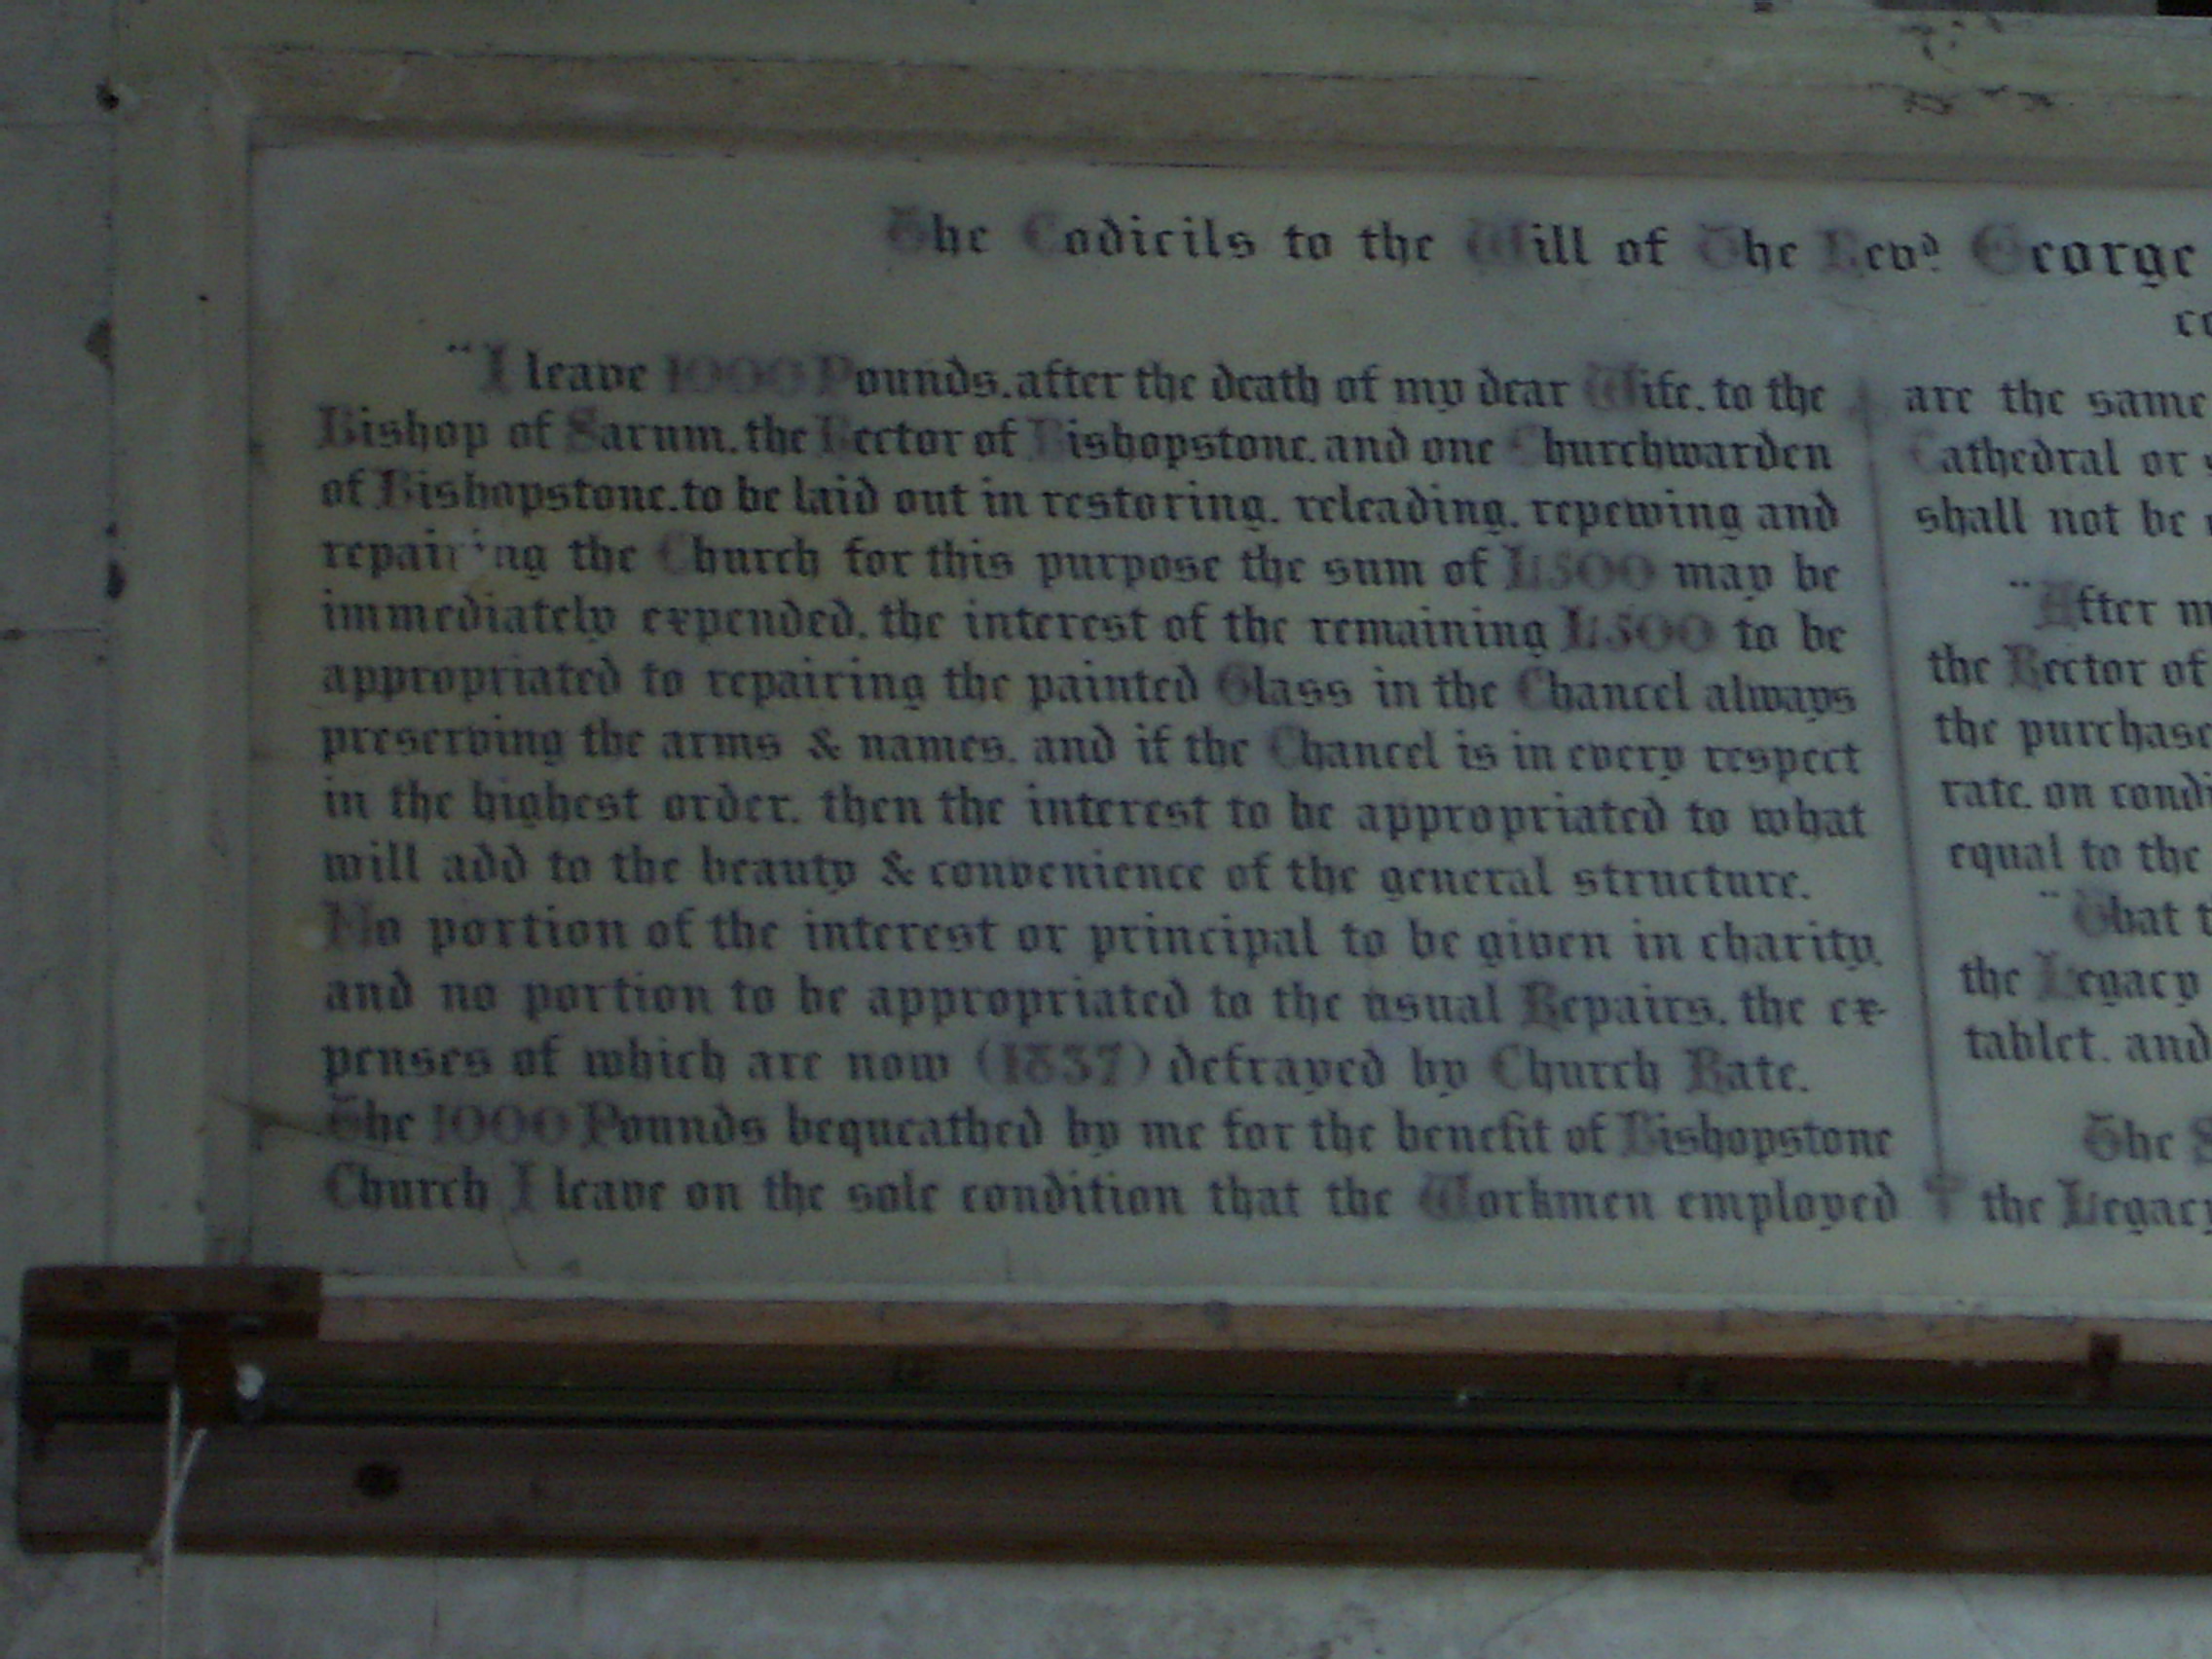 The Codicils to the Will of The Revd George
"I leave 1000 Pounds. after the death of my dear Wife. to the
Bishop of Sarum. the Rector of Bishopstone. and one Churchwarden
of Bishopstone. to be laid out in restoring. releading. repewing and
repairing the Church for this purpose the sum of £500 may be
immediately expended. the interest of the remaining £500 to be
appropriated to repairing the painted Glass in the Chancel always
preserving the arms & names. and if the Chancel is in every respect
in the highest order. then the interest to be appropriated to what
will add to the beauty & convenience of the general structure.
No portion of the interest or principal to be given in charity.
and no portion to be appropriated to the usual Repairs. the ex-
penses of which are now (1837) defrayed by Church Rate.
The 1000 Pounds bequeathed by me for the benefit of Bishopstone
Church I leave on the sole condition that the Workmen employed
are the same
Cathedral or
shall not be
"After
the Rector of
the purchase
rate. on
equal to the
"That
the Legacy
tablet. and
The
the Legacy